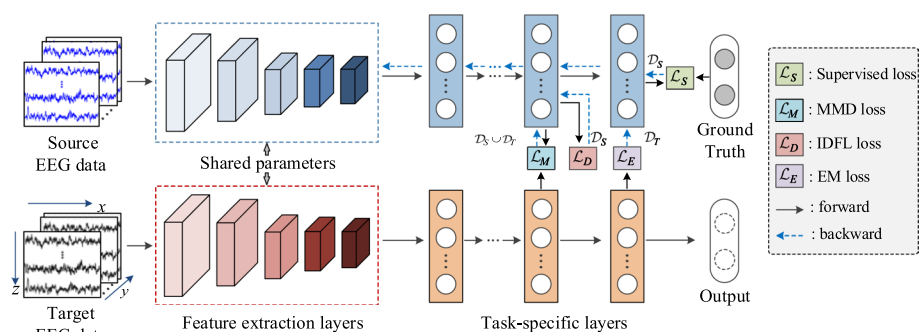 Source
EEG data
Shared parameters
𝒟_S ∪ 𝒟_T
𝒟_S
𝒟_T
𝒟_S
ℒ_M
ℒ_D
ℒ_E
ℒ_S
Ground
Truth
ℒ_S : Supervised loss
ℒ_M : MMD loss
ℒ_D : IDFL loss
ℒ_E : EM loss
: forward
: backward
x
z
y
Target
EEG data
Feature extraction layers
Task-specific layers
Output